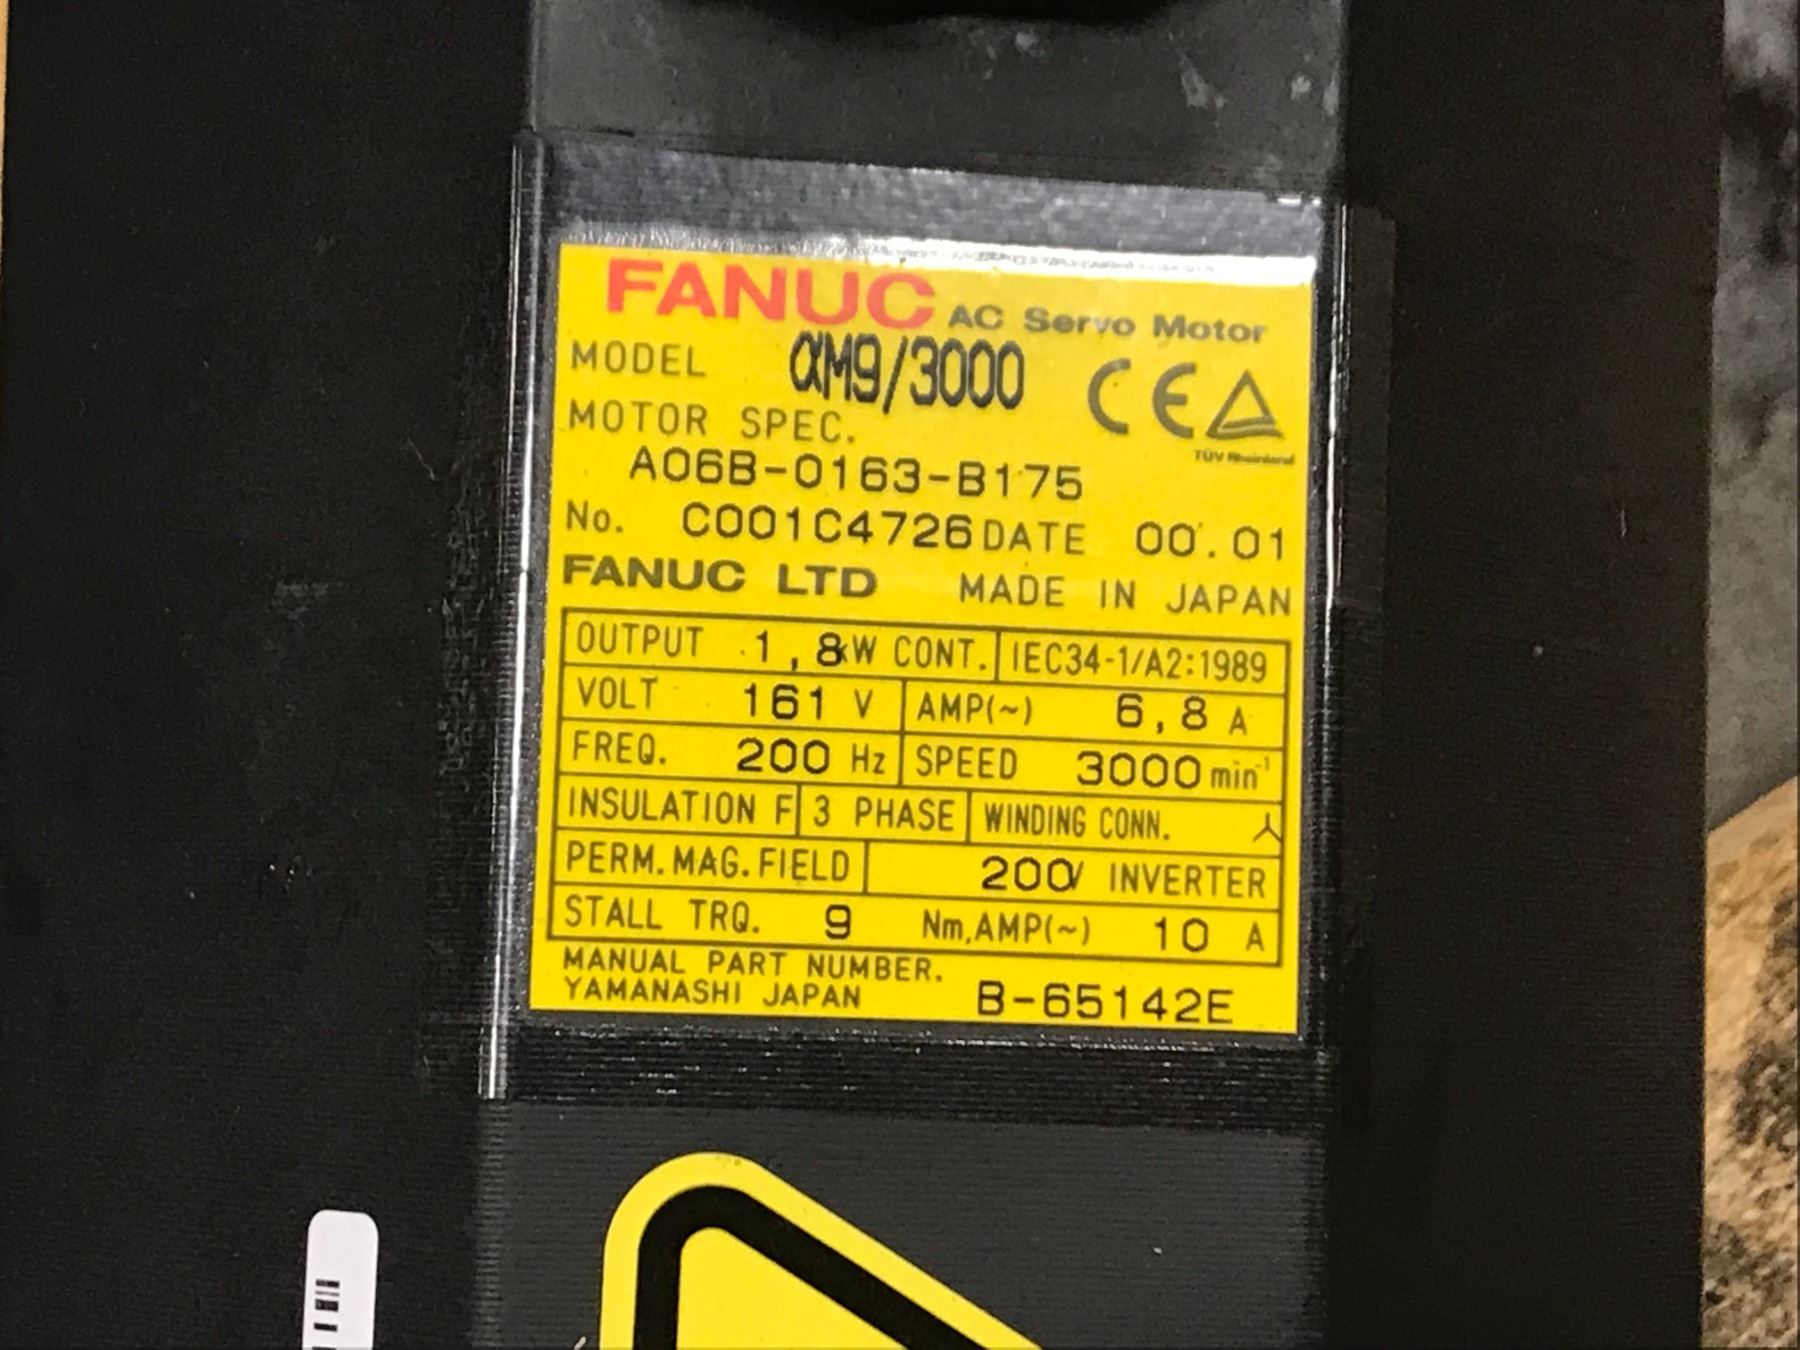 FANUC AC Servo Motor
MODEL αM9/3000 CE
TÜV Rheinland
MOTOR SPEC.
A06B-0163-B175
No. C001C4726 DATE 00.01
FANUC LTD MADE IN JAPAN
OUTPUT 1,8kW CONT. IEC34-1/A2:1989
VOLT 161 V AMP(~) 6,8 A
FREQ. 200 Hz SPEED 3000 min⁻¹
INSULATION F 3 PHASE WINDING CONN.
PERM.MAG.FIELD 200V INVERTER
STALL TRQ. 9 Nm,AMP(~) 10 A
MANUAL PART NUMBER.
YAMANASHI JAPAN B-65142E